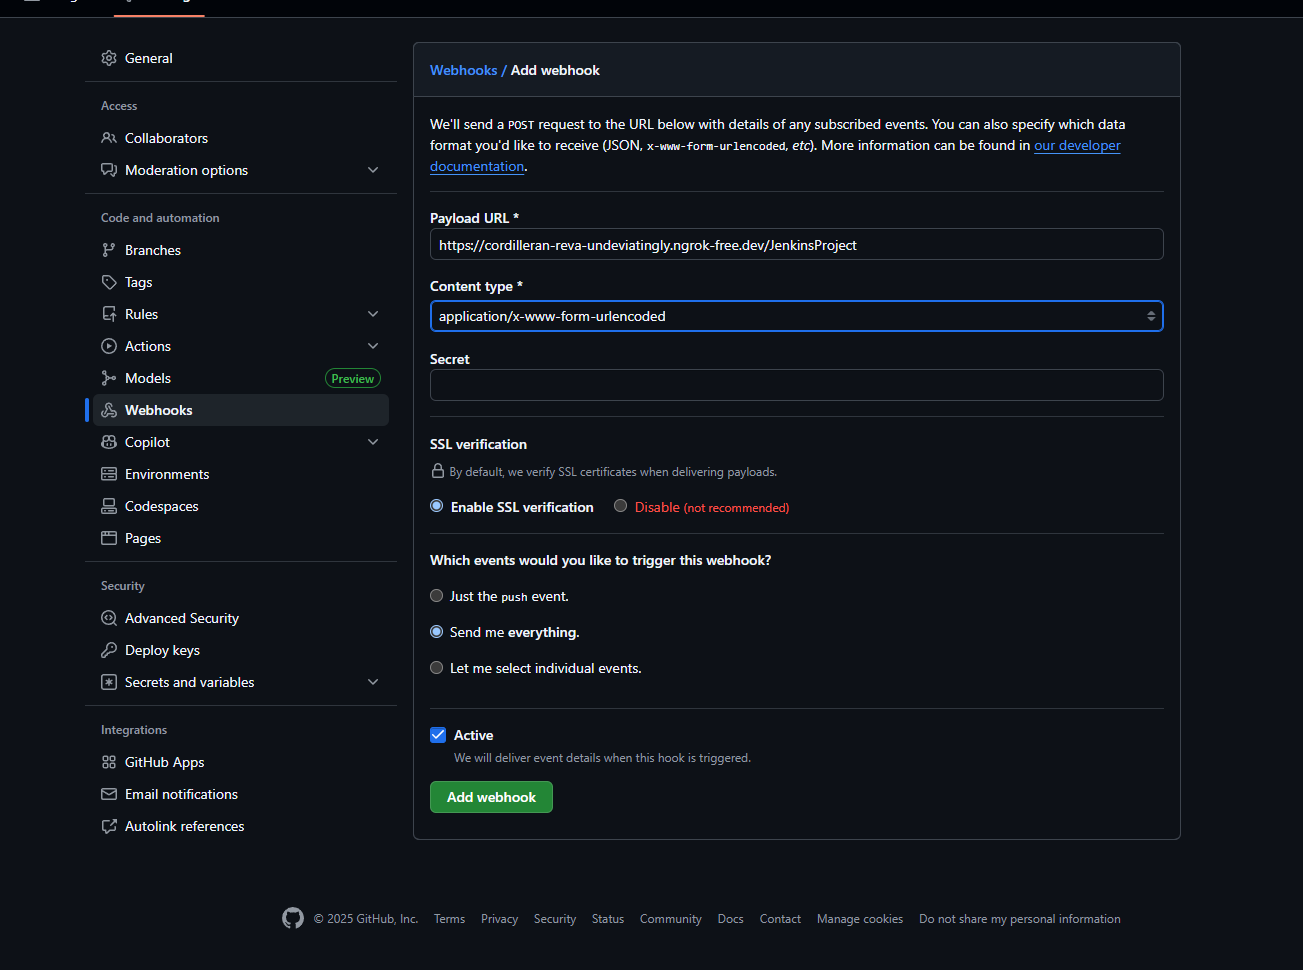 General
Access
Collaborators
Moderation options
Code and automation
Branches
Tags
Rules
Actions
Models Preview
Webhooks
Copilot
Environments
Codespaces
Pages
Security
Advanced Security
Deploy keys
Secrets and variables
Integrations
GitHub Apps
Email notifications
Autolink references
Webhooks / Add webhook
We'll send a POST request to the URL below with details of any subscribed events. You can also specify which data
format you'd like to receive (JSON, x-www-form-urlencoded, etc). More information can be found in our developer
documentation.
Payload URL *
https://cordilleran-reva-undeviatingly.ngrok-free.dev/JenkinsProject
Content type *
application/x-www-form-urlencoded
Secret
SSL verification
By default, we verify SSL certificates when delivering payloads.
Enable SSL verification Disable (not recommended)
Which events would you like to trigger this webhook?
Just the push event.
Send me everything.
Let me select individual events.
Active
We will deliver event details when this hook is triggered.
Add webhook
© 2025 GitHub, Inc. Terms Privacy Security Status Community Docs Contact Manage cookies Do not share my personal information